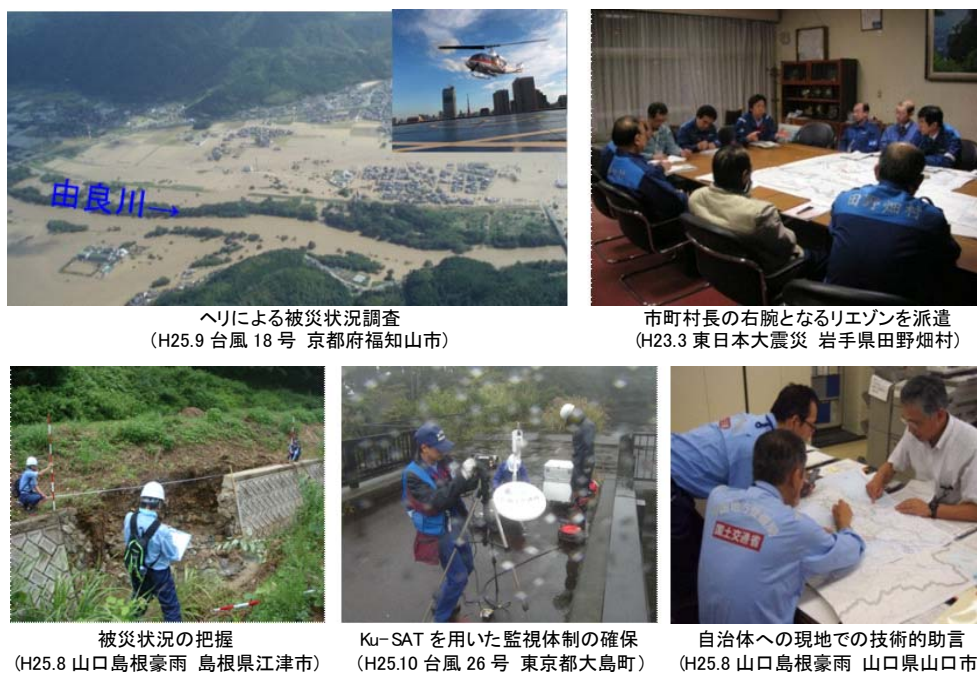 由良川→
ヘリによる被災状況調査
（H25.9 台風 18 号 京都府福知山市）
田野畑村
市町村長の右腕となるリエゾンを派遣
（H23.3 東日本大震災 岩手県田野畑村）
被災状況の把握
（H25.8 山口島根豪雨 島根県江津市）
Ku-SAT を用いた監視体制の確保
（H25.10 台風 26 号 東京都大島町）
国土交通省
自治体への現地での技術的助言
（H25.8 山口島根豪雨 山口県山口市